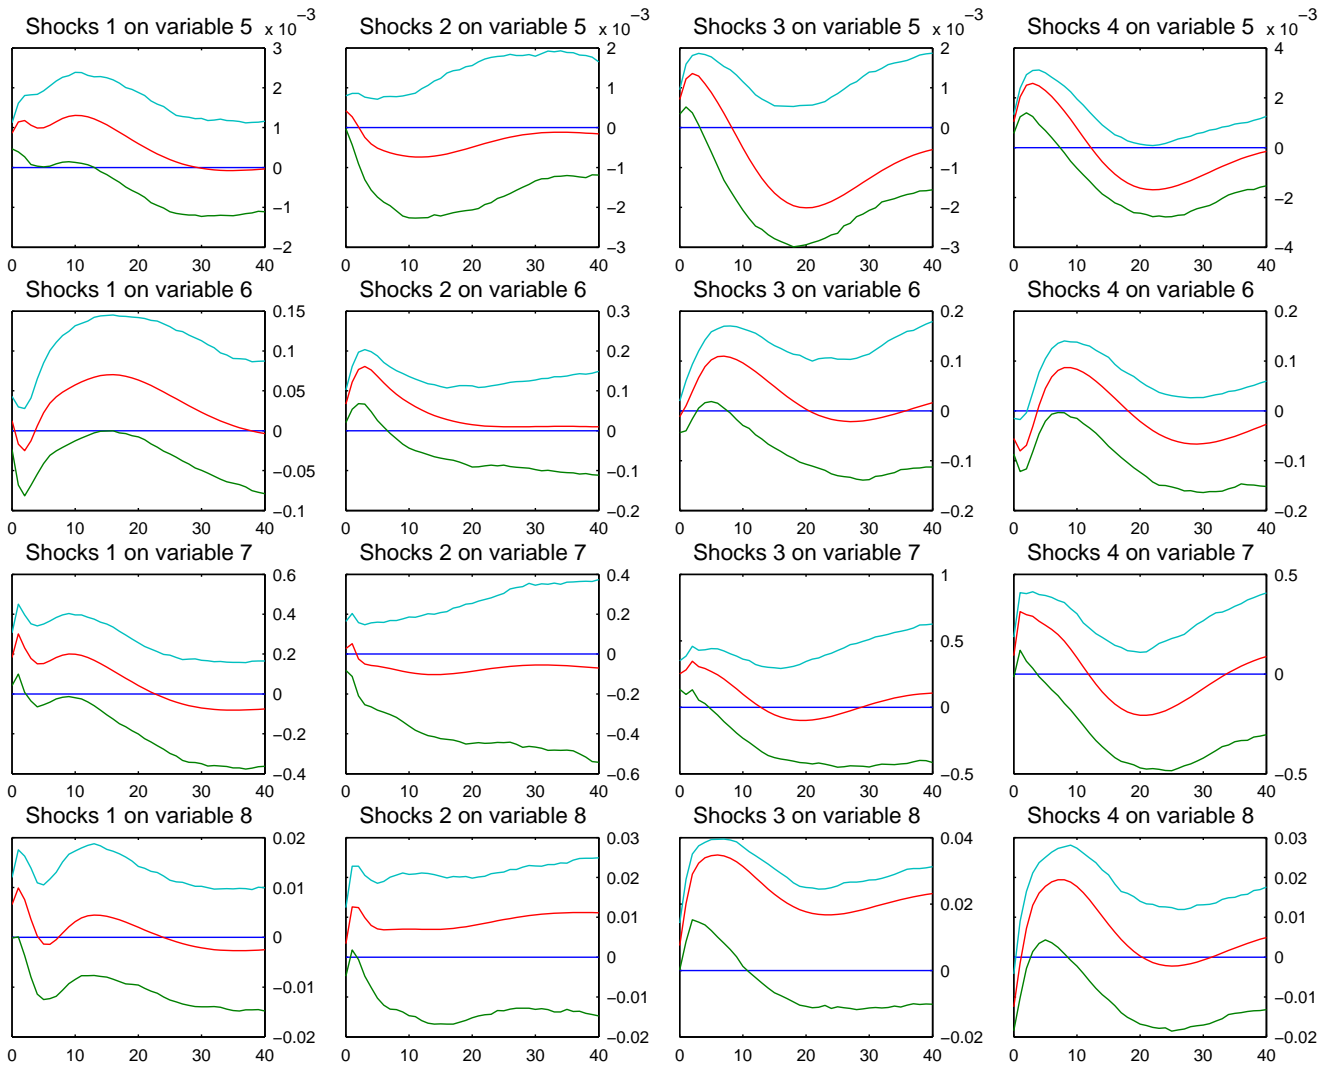 Shocks 1 on variable 5 x 10^-3
3
2
1
0
−1
−2
0 10 20 30 40
Shocks 2 on variable 5 x 10^-3
2
1
0
−1
−2
−3
0 10 20 30 40
Shocks 3 on variable 5 x 10^-3
2
1
0
−1
−2
−3
0 10 20 30 40
Shocks 4 on variable 5 x 10^-3
4
2
0
−2
−4
0 10 20 30 40
Shocks 1 on variable 6
0.15
0.1
0.05
0
−0.05
−0.1
0 10 20 30 40
Shocks 2 on variable 6
0.3
0.2
0.1
0
−0.1
−0.2
0 10 20 30 40
Shocks 3 on variable 6
0.2
0.1
0
−0.1
−0.2
0 10 20 30 40
Shocks 4 on variable 6
0.2
0.1
0
−0.1
−0.2
0 10 20 30 40
Shocks 1 on variable 7
0.6
0.4
0.2
0
−0.2
−0.4
0 10 20 30 40
Shocks 2 on variable 7
0.4
0.2
0
−0.2
−0.4
−0.6
0 10 20 30 40
Shocks 3 on variable 7
1
0.5
0
−0.5
0 10 20 30 40
Shocks 4 on variable 7
0.5
0
−0.5
0 10 20 30 40
Shocks 1 on variable 8
0.02
0.01
0
−0.01
−0.02
0 10 20 30 40
Shocks 2 on variable 8
0.03
0.02
0.01
0
−0.01
−0.02
0 10 20 30 40
Shocks 3 on variable 8
0.04
0.02
0
−0.02
0 10 20 30 40
Shocks 4 on variable 8
0.03
0.02
0.01
0
−0.01
−0.02
0 10 20 30 40